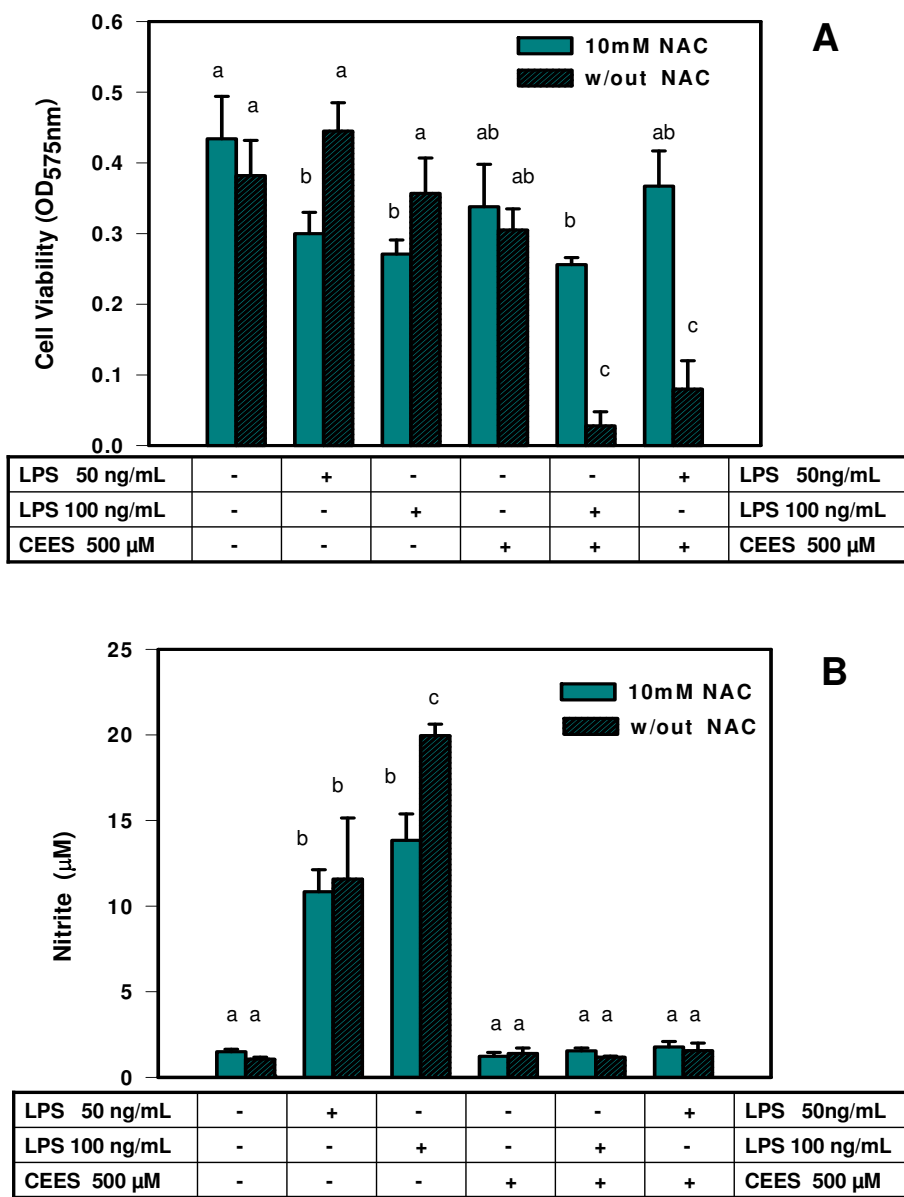 A
10mM NAC
w/out NAC
0.6
0.5
0.4
0.3
0.2
0.1
0.0
Cell Viability (OD575nm)
a
a
b
a
b
a
ab
ab
b
c
ab
c
LPS 50 ng/mL - + - - - + LPS 50ng/mL
LPS 100 ng/mL - - + - + - LPS 100 ng/mL
CEES 500 µM - - - + + + CEES 500 µM
B
10mM NAC
w/out NAC
25
20
15
10
5
0
Nitrite (µM)
a a
b
b
b
c
a a
a a
a a
LPS 50 ng/mL - + - - - + LPS 50ng/mL
LPS 100 ng/mL - - + - + - LPS 100 ng/mL
CEES 500 µM - - - + + + CEES 500 µM